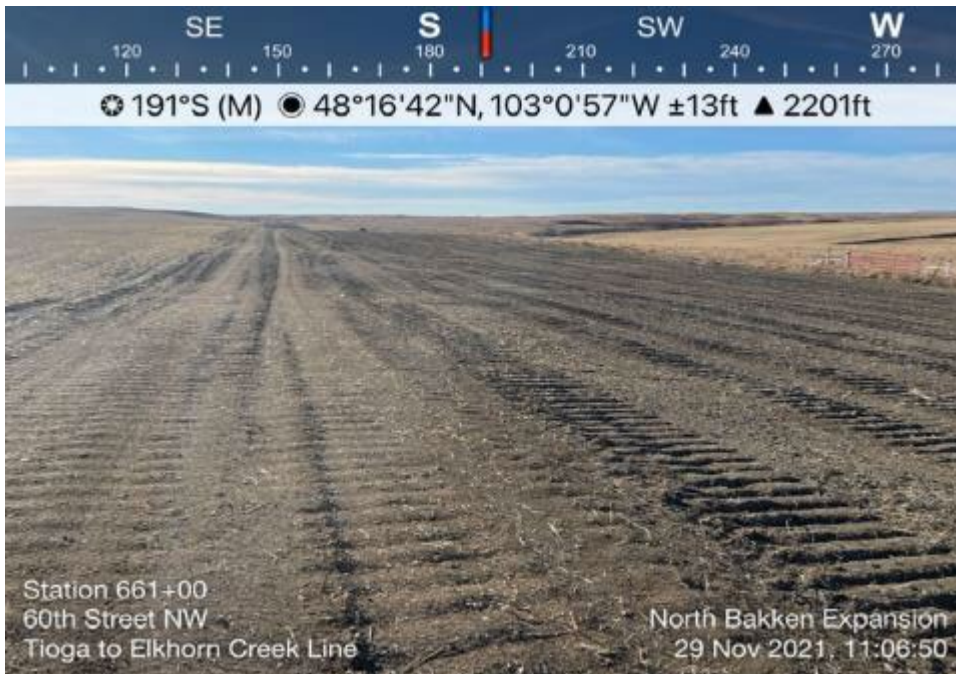 SE S SW W
120 150 180 210 240 270
191°S (M) 48°16'42"N, 103°0'57"W ±13ft ▲ 2201ft
Station 661+00
60th Street NW
Tioga to Elkhorn Creek Line
North Bakken Expansion
29 Nov 2021, 11:06:50